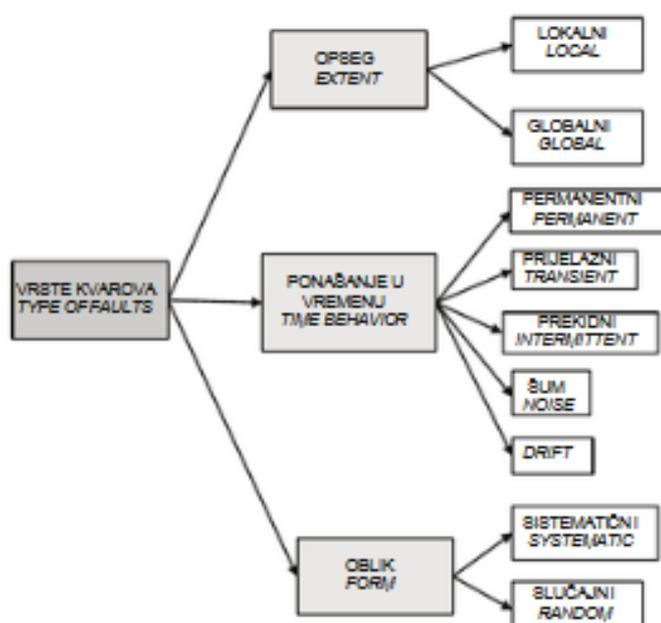 VRSTE KVAROVA
TYPE OF FAULTS
OPSEG
EXTENT
LOKALNI
LOCAL
GLOBALNI
GLOBAL
PONAŠANJE U
VREMENU
TIME BEHAVIOR
PERMANENTNI
PERMANENT
PRIJELAZNI
TRANSIENT
PREKIDNI
INTERMITTENT
ŠUM
NOISE
DRIFT
OBLIK
FORM
SISTEMATIČNI
SYSTEMATIC
SLUČAJNI
RANDOM